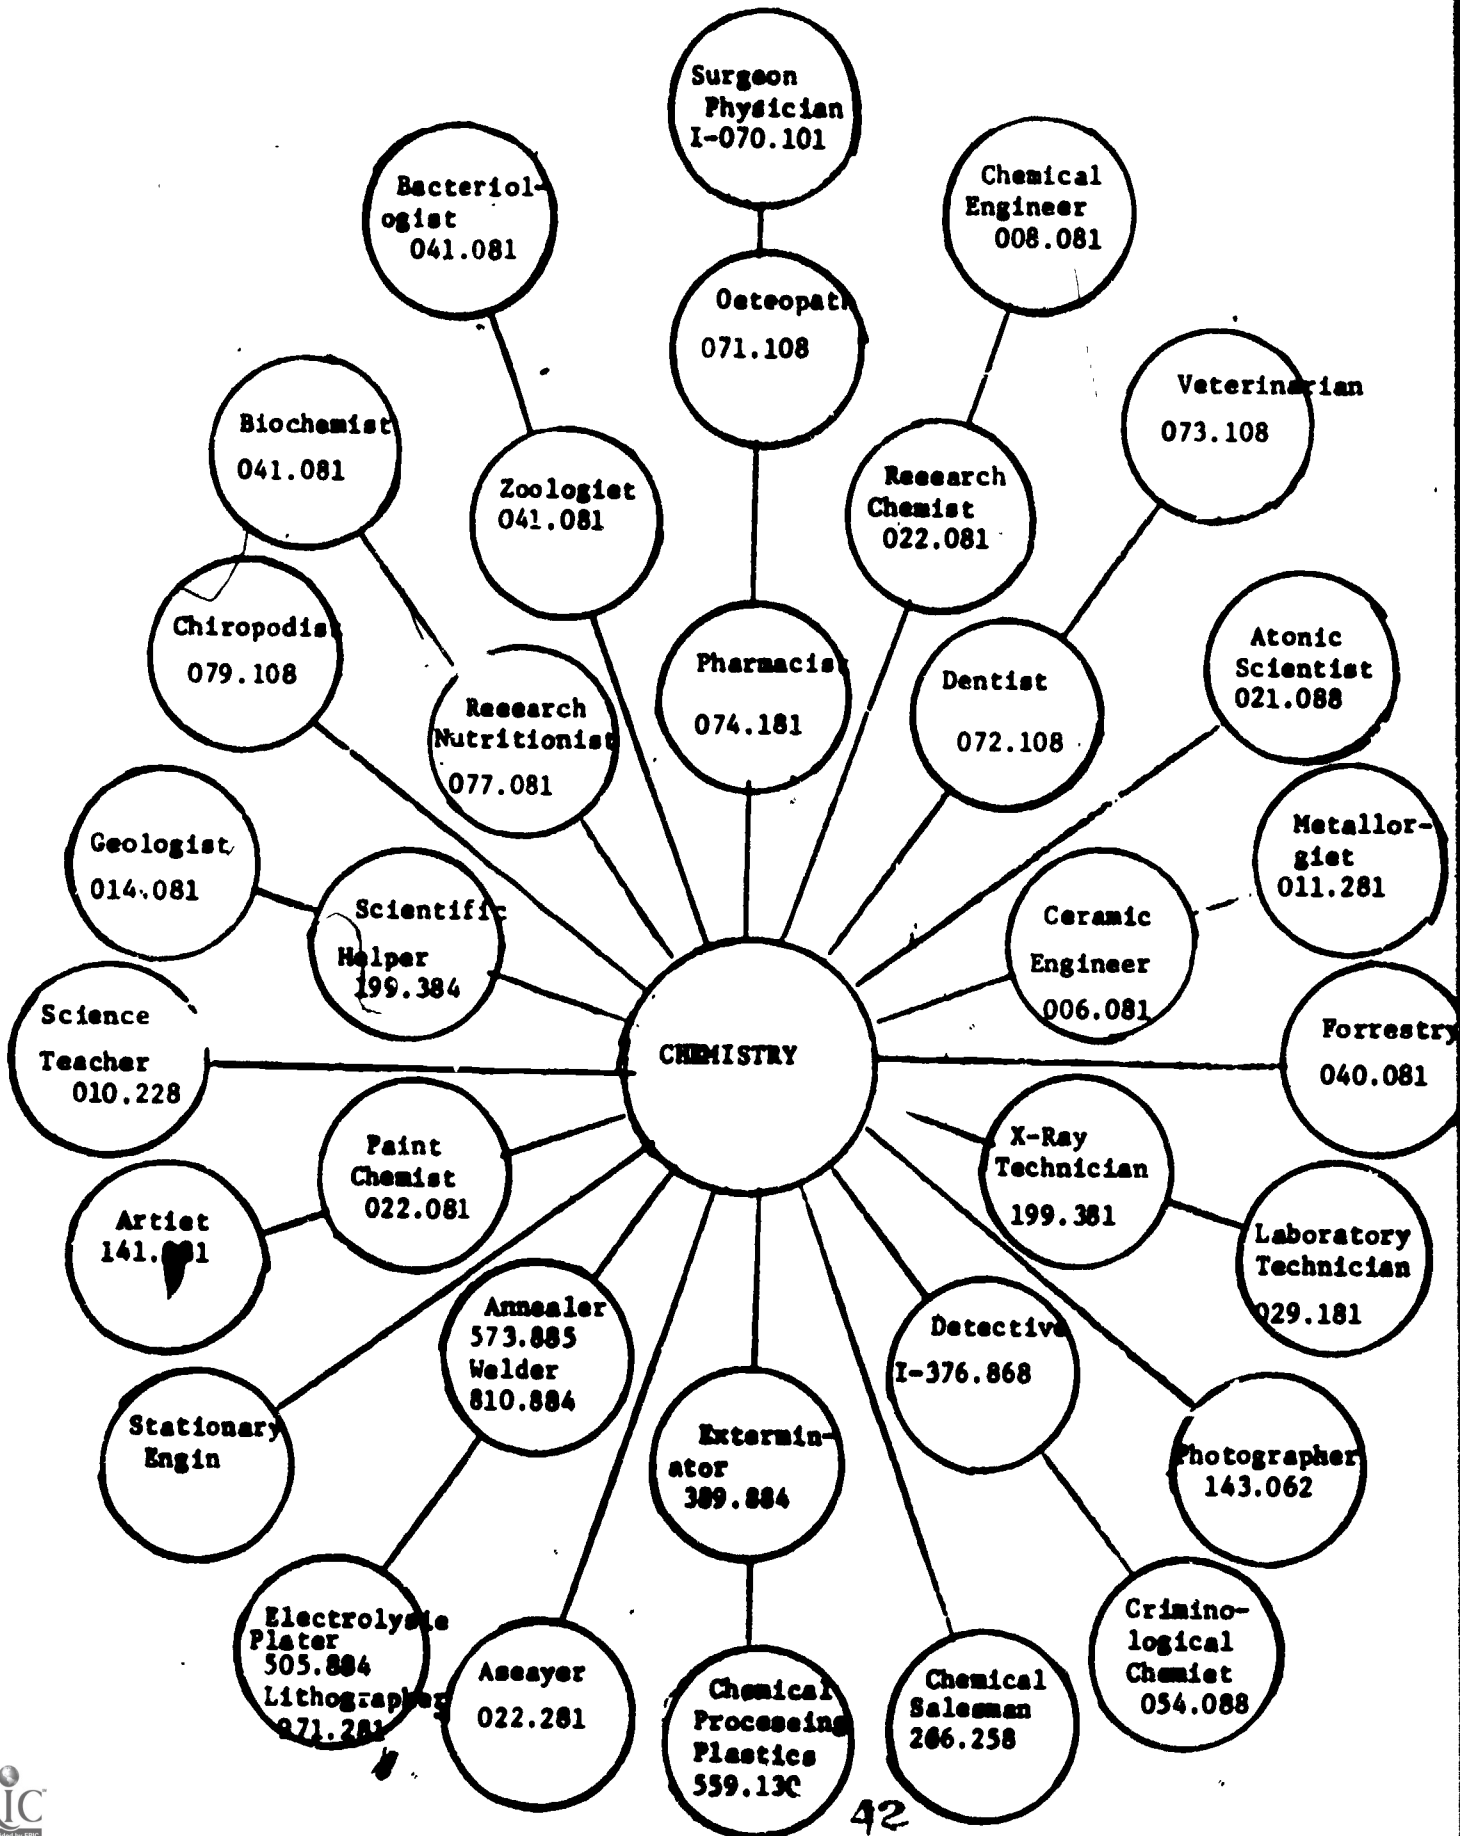 Surgeon
Physician
I-070.101
Bacteriol-
ogist
041.081
Chemical
Engineer
008.081
Osteopath
071.108
Veterinarian
073.108
Biochemist
041.081
Zoologist
041.081
Research
Chemist
022.081
Chiropodist
079.108
Research
Nutritionist
077.081
Pharmacist
074.181
Dentist
072.108
Atonic
Scientist
021.088
Geologist
014.081
Scientific
Helper
199.384
Ceramic
Engineer
006.081
Metallor-
gist
011.281
Science
Teacher
010.228
CHEMISTRY
Forrestry
040.081
Paint
Chemist
022.081
X-Ray
Technician
199.381
Artist
Laboratory
Technician
029.181
Annealer
573.885
Welder
810.884
Detective
I-376.868
Stationary
Engin
Extermin-
ator
389.884
Photographer
143.062
Electrolysis
Plater
505.884
Lithographer
971.281
Assayer
022.281
Chemical
Processing
Plastics
Chemical
Salesman
266.258
Crimino-
logical
Chemist
054.088
42
IC